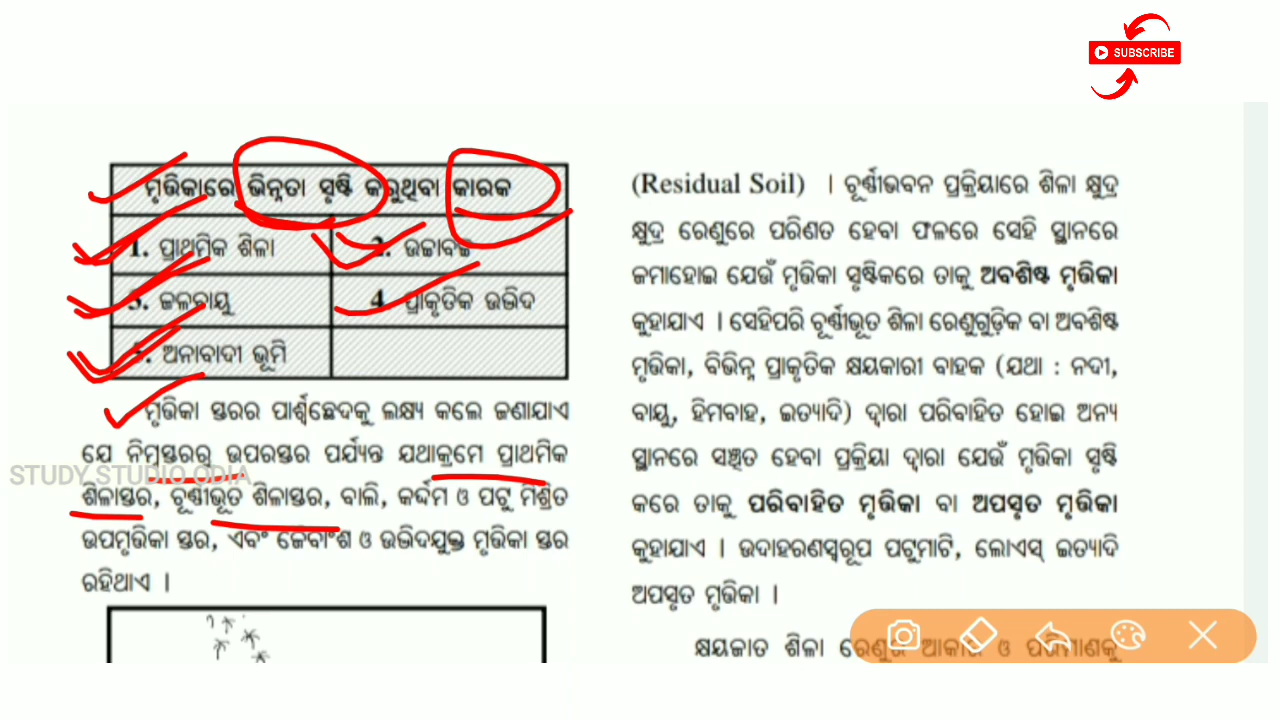 SUBSCRIBE
ମୃତ୍ତିକାରେ ଭିନ୍ନତା ସୃଷ୍ଟି କରୁଥିବା କାରକ
1. ପ୍ରାଥମିକ ଶିଳା
2. ଉଚ୍ଚାବଚ୍ଚ
3. ଜଳବାୟୁ
4. ପ୍ରାକୃତିକ ଉଦ୍ଭିଦ
5. ଅନାବାଦୀ ଭୂମି
ମୃତ୍ତିକା ସ୍ତରର ପାର୍ଶ୍ୱଚ୍ଛେଦକୁ ଲକ୍ଷ୍ୟ କଲେ ଜଣାଯାଏ
ଯେ ନିମ୍ନସ୍ତରରୁ ଉପରସ୍ତର ପର୍ଯ୍ୟନ୍ତ ଯଥାକ୍ରମେ ପ୍ରାଥମିକ
STUDY STUDIO ODIA
ଶିଳାସ୍ତର, ଚୂର୍ଣ୍ଣୀଭୂତ ଶିଳାସ୍ତର, ବାଲି, କର୍ଦ୍ଦମ ଓ ପଟୁ ମିଶ୍ରିତ
ଉପମୃତ୍ତିକା ସ୍ତର, ଏବଂ ଜୈବାଂଶ ଓ ଉଦ୍ଭିଦଯୁକ୍ତ ମୃତ୍ତିକା ସ୍ତର
ରହିଥାଏ ।
(Residual Soil) । ଚୂର୍ଣ୍ଣୀଭବନ ପ୍ରକ୍ରିୟାରେ ଶିଳା କ୍ଷୁଦ୍ର
କ୍ଷୁଦ୍ର ରେଣୁରେ ପରିଣତ ହେବା ଫଳରେ ସେହି ସ୍ଥାନରେ
ଜମାହୋଇ ଯେଉଁ ମୃତ୍ତିକା ସୃଷ୍ଟିକରେ ତାକୁ ଅବଶିଷ୍ଟ ମୃତ୍ତିକା
କୁହାଯାଏ । ସେହିପରି ଚୂର୍ଣ୍ଣୀଭୂତ ଶିଳା ରେଣୁଗୁଡ଼ିକ ବା ଅବଶିଷ୍ଟ
ମୃତ୍ତିକା, ବିଭିନ୍ନ ପ୍ରାକୃତିକ କ୍ଷୟକାରୀ ବାହକ (ଯଥା : ନଦୀ,
ବାୟୁ, ହିମବାହ, ଇତ୍ୟାଦି) ଦ୍ୱାରା ପରିବାହିତ ହୋଇ ଅନ୍ୟ
ସ୍ଥାନରେ ସଞ୍ଚିତ ହେବା ପ୍ରକ୍ରିୟା ଦ୍ୱାରା ଯେଉଁ ମୃତ୍ତିକା ସୃଷ୍ଟି
କରେ ତାକୁ ପରିବାହିତ ମୃତ୍ତିକା ବା ଅପସୃତ ମୃତ୍ତିକା
କୁହାଯାଏ । ଉଦାହରଣସ୍ୱରୂପ ପଟୁମାଟି, ଲୋଏସ୍ ଇତ୍ୟାଦି
ଅପସୃତ ମୃତ୍ତିକା ।
କ୍ଷୟଜାତ ଶିଳା ରେଣୁର ଆକାର ଓ ପରିମାଣକୁ